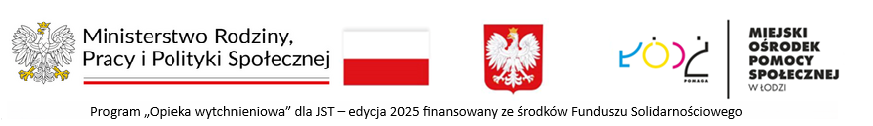 Ministerstwo Rodziny,
Pracy i Polityki Społecznej
ŁÓDŹ
POMAGA
MIEJSKI
OŚRODEK
POMOCY
SPOŁECZNEJ
W ŁODZI
Program „Opieka wytchnieniowa” dla JST – edycja 2025 finansowany ze środków Funduszu Solidarnościowego